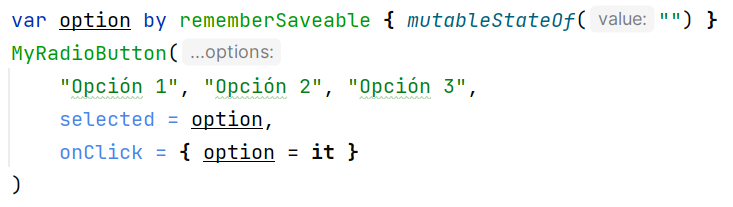 var option by rememberSaveable { mutableStateOf( value: "") }
MyRadioButton( ...options:
"Opción 1", "Opción 2", "Opción 3",
selected = option,
onClick = { option = it }
)